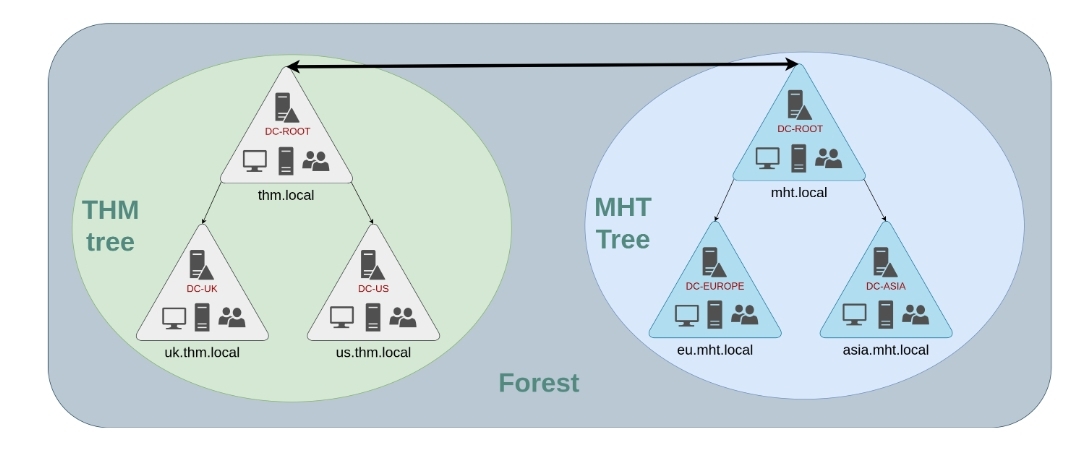 DC-ROOT
thm.local
THM
tree
DC-UK
uk.thm.local
DC-US
us.thm.local
DC-ROOT
mht.local
MHT
Tree
DC-EUROPE
eu.mht.local
DC-ASIA
asia.mht.local
Forest